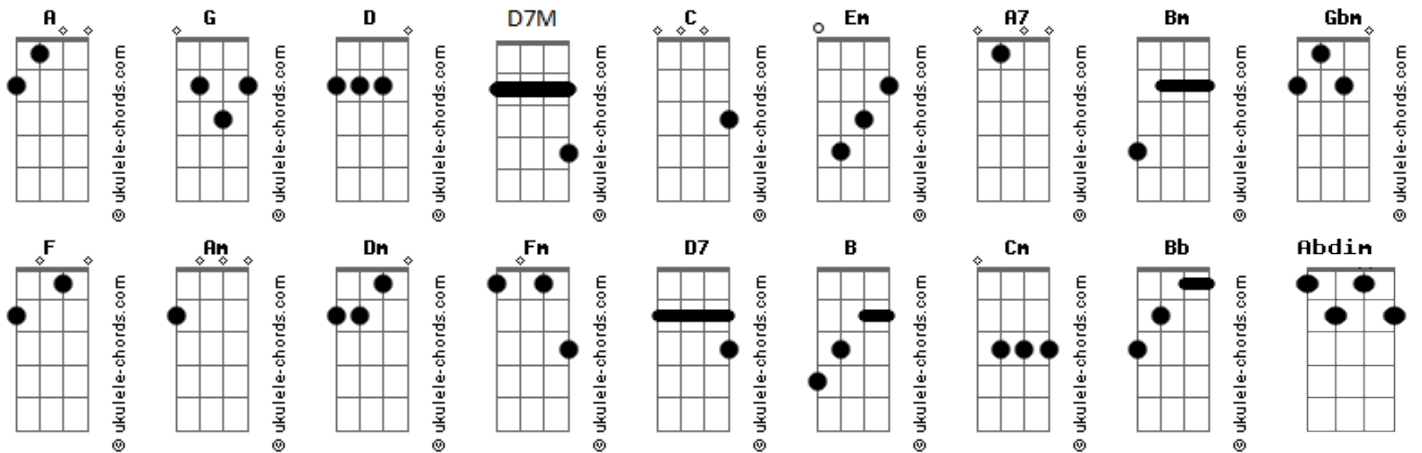 A G D D7M C Em A7 Bm Gbm
© ukulele-chords.com © ukulele-chords.com © ukulele-chords.com © ukulele-chords.com © ukulele-chords.com © ukulele-chords.com © ukulele-chords.com © ukulele-chords.com © ukulele-chords.com
F Am Dm Fm D7 B Cm Bb Abdim
© ukulele-chords.com © ukulele-chords.com © ukulele-chords.com © ukulele-chords.com © ukulele-chords.com © ukulele-chords.com © ukulele-chords.com © ukulele-chords.com